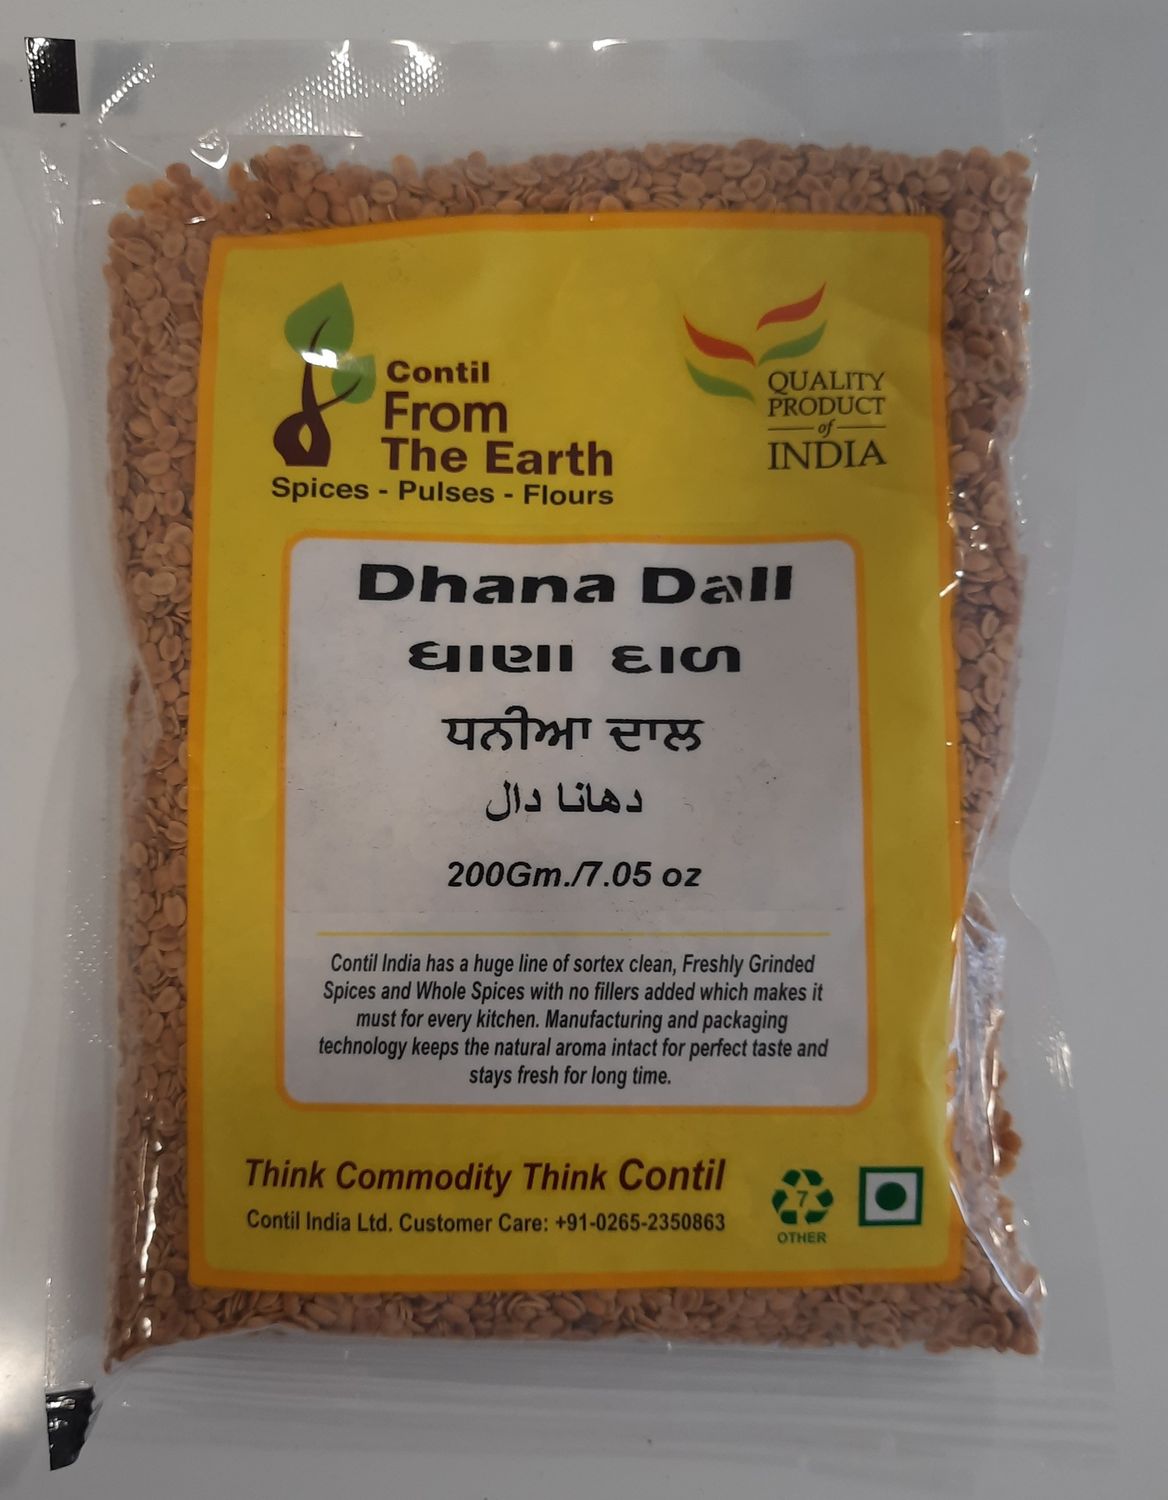 Contil
From
The Earth
Spices - Pulses - Flours
QUALITY
PRODUCT
of
INDIA
Dhana Dall
ધાણા દાળ
ਧਨੀਆ ਦਾਲ
دهانا دال
200Gm./7.05 oz
Contil India has a huge line of sortex clean, Freshly Grinded
Spices and Whole Spices with no fillers added which makes it
must for every kitchen. Manufacturing and packaging
technology keeps the natural aroma intact for perfect taste and
stays fresh for long time.
Think Commodity Think Contil
Contil India Ltd. Customer Care: +91-0265-2350863
7
OTHER